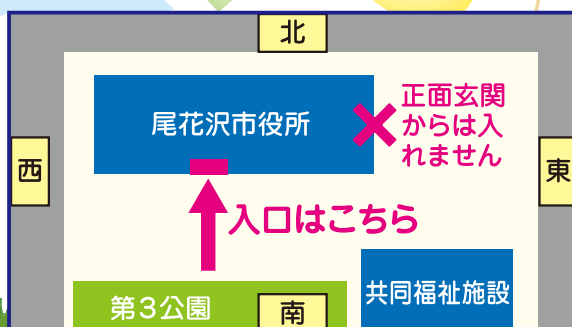 北
尾花沢市役所
正面玄関
からは入
れません
西
東
入口はこちら
共同福祉施設
第3公園
南